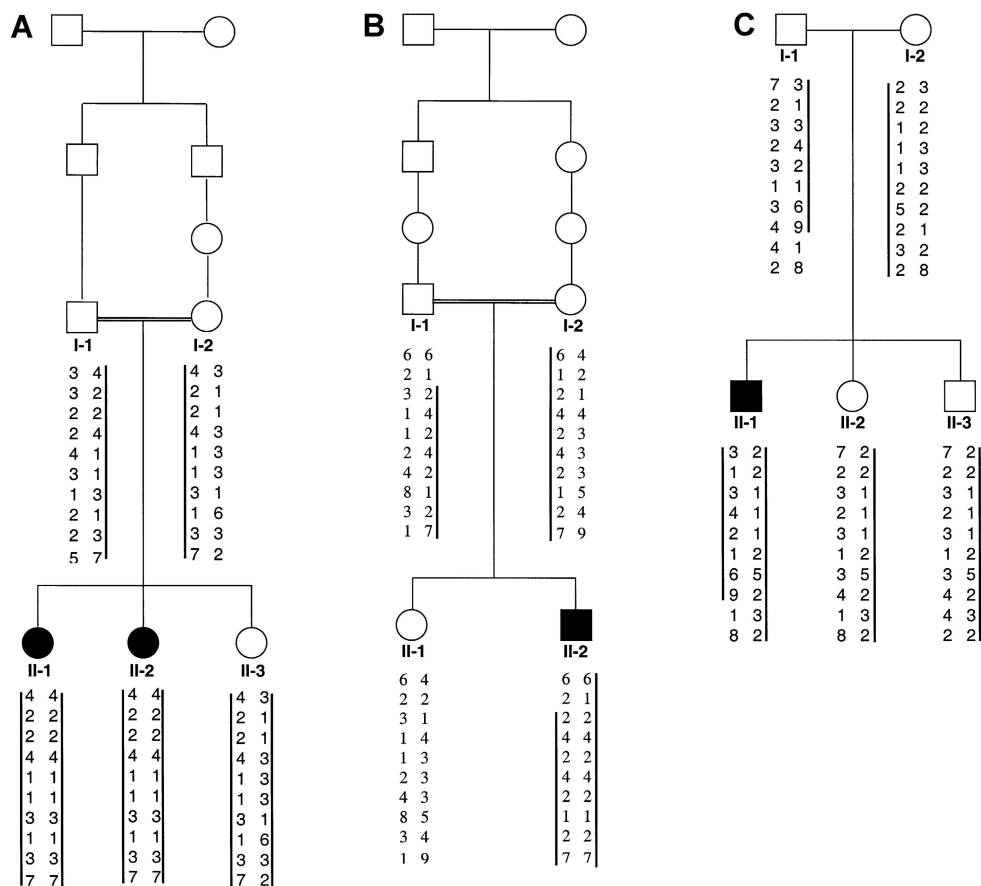 A
I-1 I-2
3 4 4 3
3 2 2 1
2 2 2 1
2 4 4 3
4 1 1 3
3 1 1 3
1 3 3 1
2 1 1 6
2 3 3 3
5 7 7 2
II-1 II-2 II-3
4 4 4 4 4 3
2 2 2 2 2 1
2 2 2 2 2 1
4 4 4 4 4 3
1 1 1 1 1 3
1 1 1 1 1 3
3 3 3 3 3 1
1 1 1 1 1 6
3 3 3 3 3 3
7 7 7 7 7 2
B
I-1 I-2
6 6 6 4
2 1 1 2
3 2 2 1
1 4 4 4
1 2 2 3
2 4 4 3
4 2 2 3
8 1 1 5
3 2 2 4
1 7 7 9
II-1 II-2
6 4 6 6
2 2 2 1
3 1 2 2
1 4 4 4
1 3 2 2
2 3 4 4
4 3 2 2
8 5 1 1
3 4 2 2
1 9 7 7
C
I-1 I-2
7 3 2 3
2 1 2 2
3 3 1 2
2 4 1 3
3 2 1 3
1 1 2 2
3 6 5 2
4 9 2 1
4 1 3 2
2 8 2 8
II-1 II-2 II-3
3 2 7 2 7 2
1 2 2 2 2 2
3 1 3 1 3 1
4 1 2 1 2 1
2 1 3 1 3 1
1 2 1 2 1 2
6 5 3 5 3 5
9 2 4 2 4 2
1 3 1 3 4 3
8 2 8 2 2 2